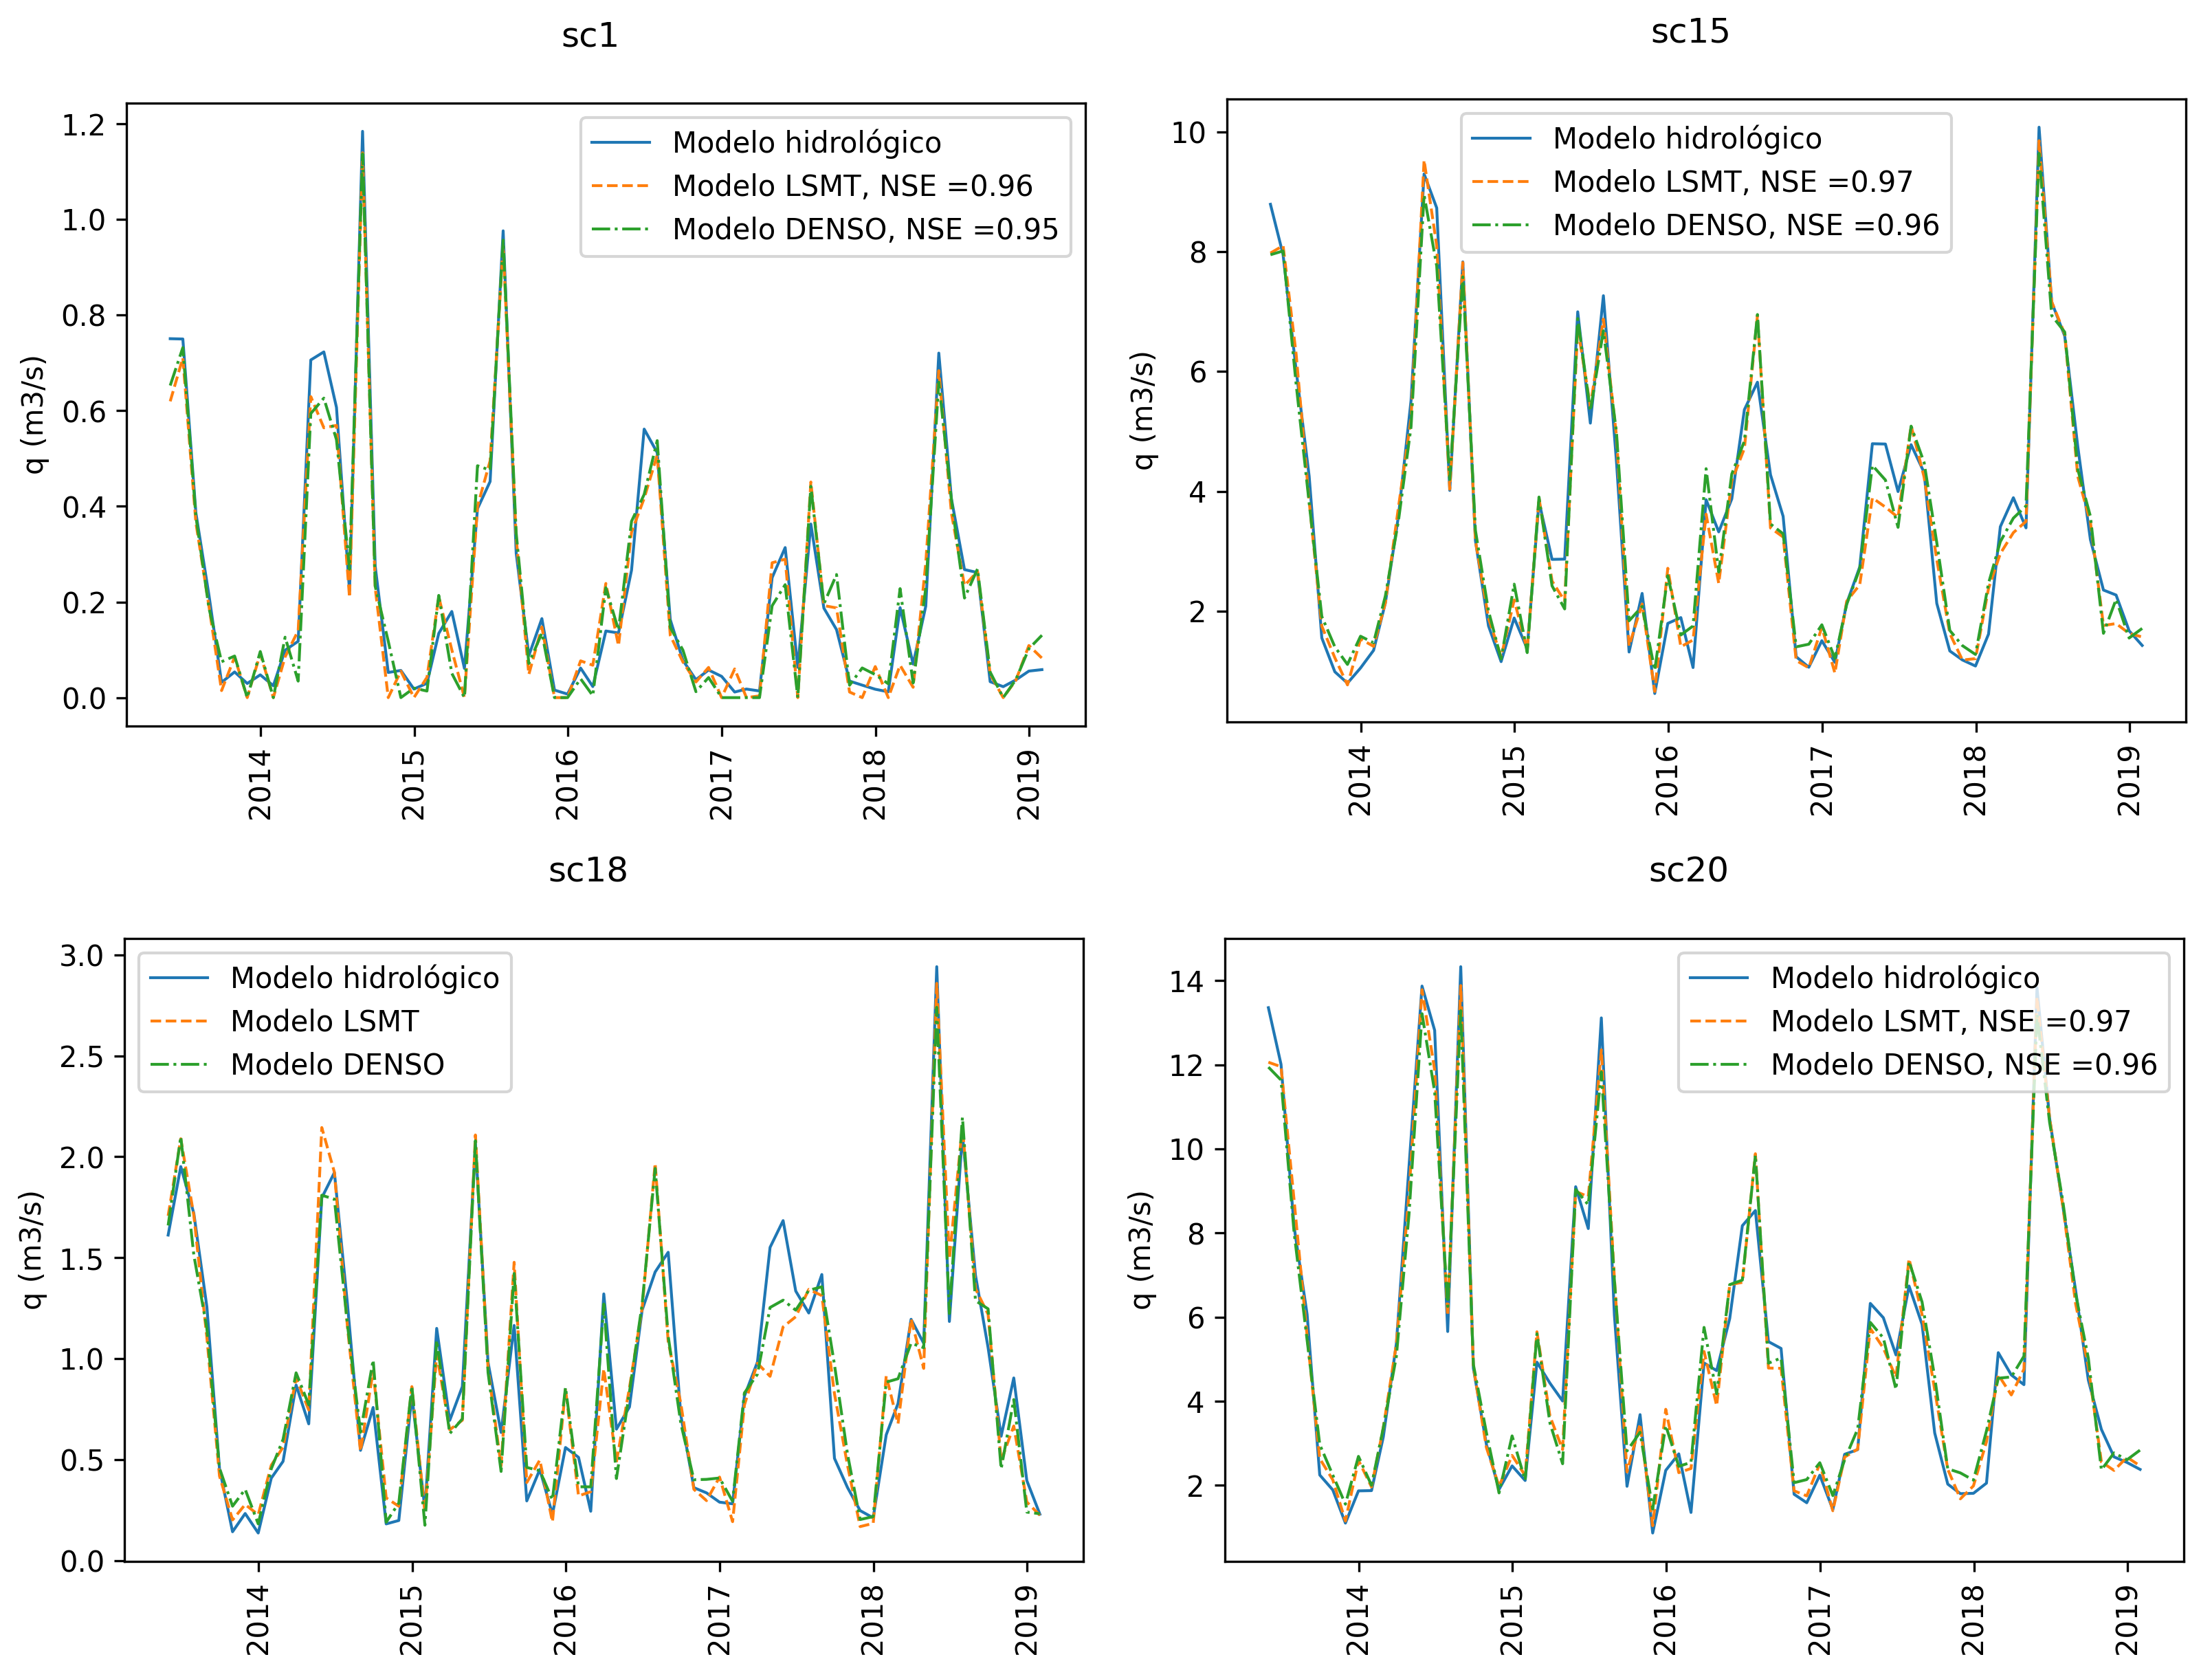 sc1
1.2
1.0
0.8
0.6
0.4
0.2
0.0
q (m3/s)
Modelo hidrológico
Modelo LSMT, NSE =0.96
Modelo DENSO, NSE =0.95
2014
2015
2016
2017
2018
2019
sc15
10
8
6
4
2
q (m3/s)
Modelo hidrológico
Modelo LSMT, NSE =0.97
Modelo DENSO, NSE =0.96
2014
2015
2016
2017
2018
2019
sc18
3.0
2.5
2.0
1.5
1.0
0.5
0.0
q (m3/s)
Modelo hidrológico
Modelo LSMT
Modelo DENSO
2014
2015
2016
2017
2018
2019
sc20
14
12
10
8
6
4
2
q (m3/s)
Modelo hidrológico
Modelo LSMT, NSE =0.97
Modelo DENSO, NSE =0.96
2014
2015
2016
2017
2018
2019